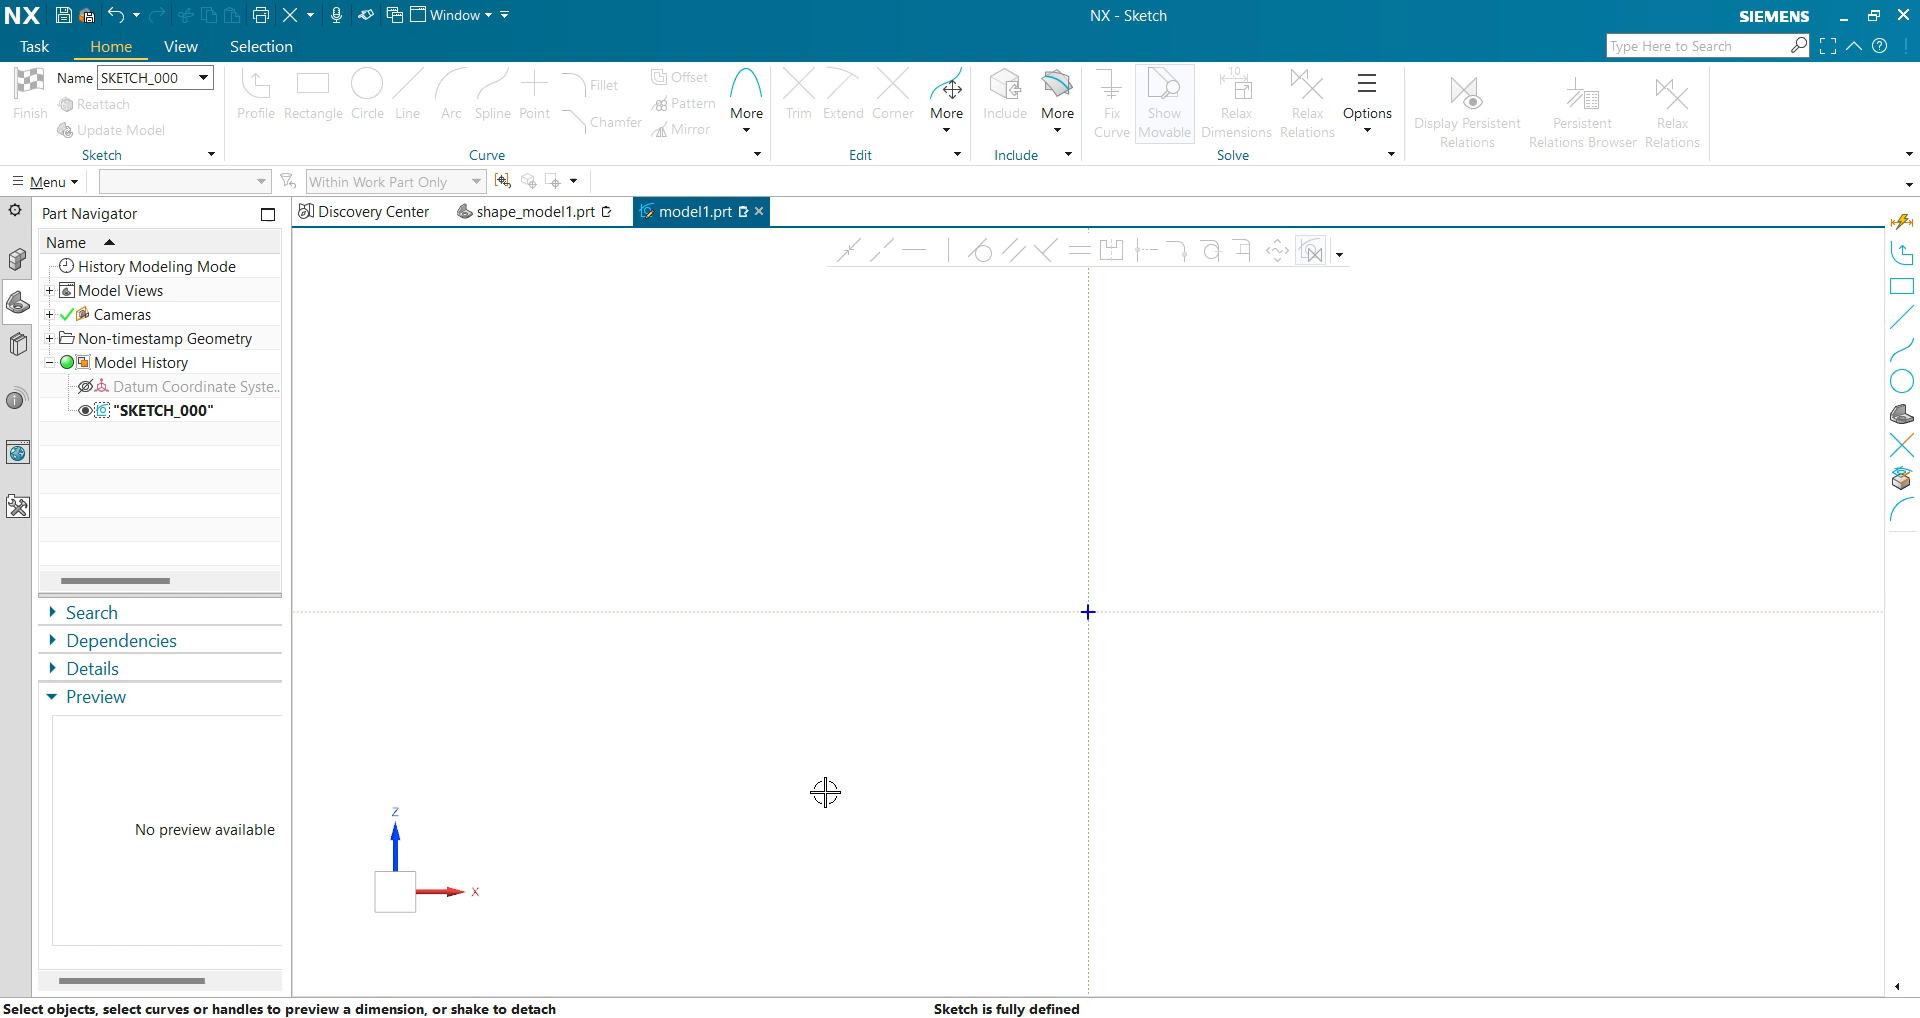 NX Window NX - Sketch SIEMENS
Task Home View Selection Type Here to Search
Finish Name SKETCH_000 Reattach Update Model
Profile Rectangle Circle Line Arc Spline Point Fillet Chamfer Offset Pattern Mirror More
Trim Extend Corner More Include More
Fix Curve Show Movable Relax Dimensions Relax Relations Options
Display Persistent Relations Persistent Relations Browser Relax Relations
Sketch Curve Edit Include Solve
Menu Within Work Part Only
Part Navigator
Discovery Center shape_model1.prt model1.prt
Name
History Modeling Mode
Model Views
Cameras
Non-timestamp Geometry
Model History
Datum Coordinate Syste..
"SKETCH_000"
Search
Dependencies
Details
Preview
No preview available
Z
X
Select objects, select curves or handles to preview a dimension, or shake to detach Sketch is fully defined